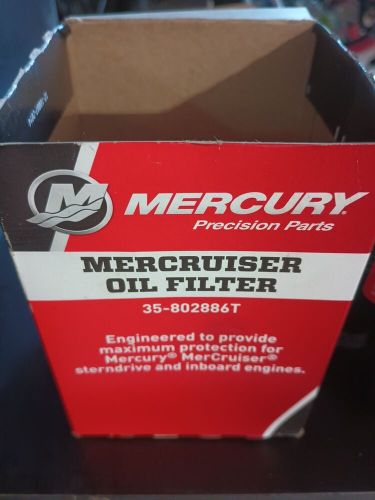 MERCURY®
Precision Parts
MERCRUISER
OIL FILTER
35-802886T
Engineered to provide
maximum protection for
Mercury® MerCruiser®
sterndrive and inboard engines.